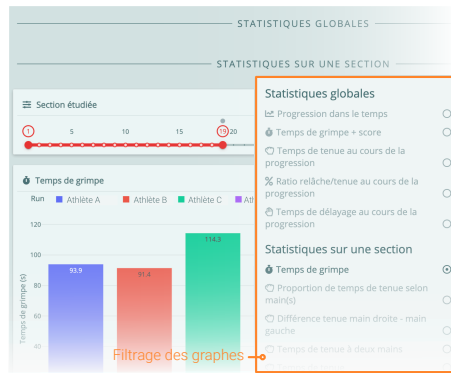 STATISTIQUES GLOBALES
STATISTIQUES SUR UNE SECTION
Section étudiée
1 5 10 15 19 20
Temps de grimpe
Run Athlète A Athlète B Athlète C
120
100
80
60
40
Temps de grimpe (s)
93.9
91.4
114.3
Filtrage des graphes
Statistiques globales
Progression dans le temps
Temps de grimpe + score
Temps de tenue au cours de la
progression
Ratio relâche/tenue au cours de la
progression
Temps de délayage au cours de la
progression
Statistiques sur une section
Temps de grimpe
Proportion de temps de tenue selon
main(s)
Différence tenue main droite - main
gauche
Temps de tenue à deux mains